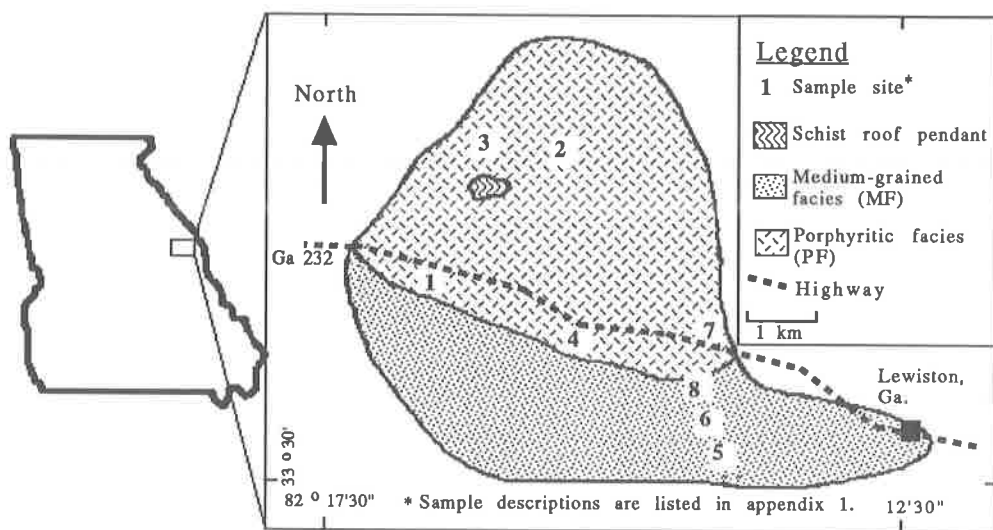 North
Ga 232
3
2
1
4
7
8
6
5
Legend
1 Sample site*
Schist roof pendant
Medium-grained
facies (MF)
Porphyritic facies
(PF)
Highway
1 km
Lewiston,
Ga.
33 º 30'
82 º 17'30"
* Sample descriptions are listed in appendix 1.
12'30"